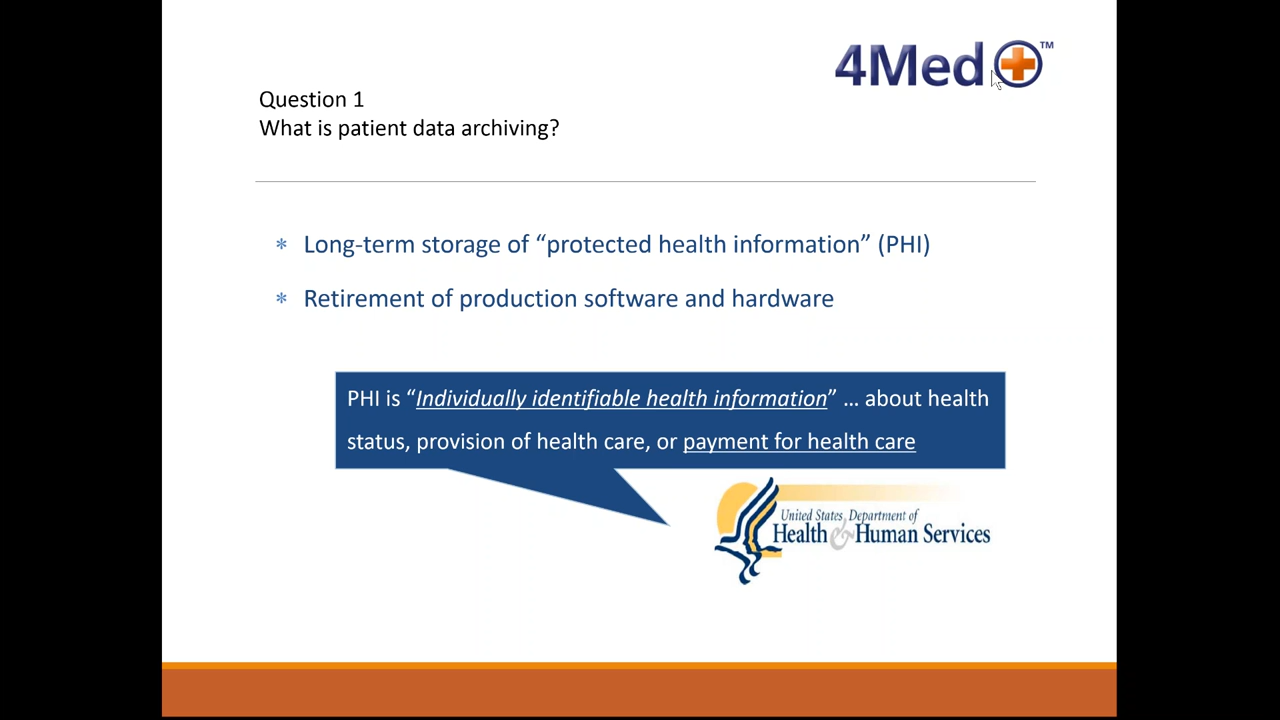 4Med TM
Question 1
What is patient data archiving?
* Long-term storage of “protected health information” (PHI)
* Retirement of production software and hardware
PHI is “Individually identifiable health information” … about health
status, provision of health care, or payment for health care
United States Department of
Health & Human Services